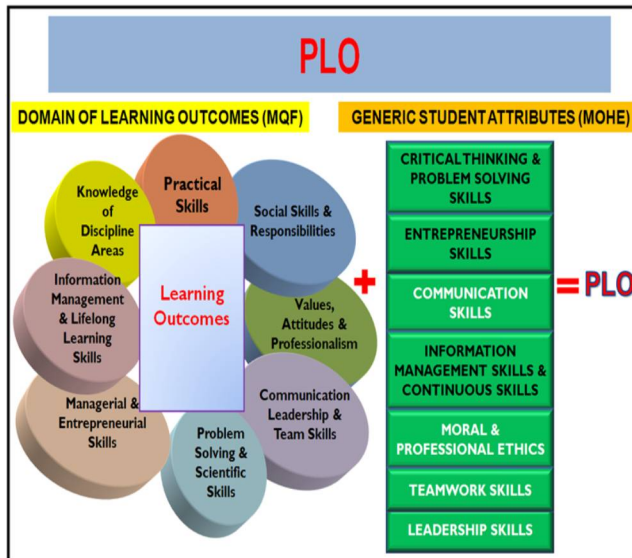 PLO
DOMAIN OF LEARNING OUTCOMES (MQF)
GENERIC STUDENT ATTRIBUTES (MOHE)
Practical
Skills
Social Skills &
Responsibilities
Values,
Attitudes &
Professionalism
Communication
Leadership &
Team Skills
Problem
Solving &
Scientific
Skills
Managerial &
Entrepreneurial
Skills
Information
Management
& Lifelong
Learning
Skills
Knowledge
of
Discipline
Areas
Learning
Outcomes
+
CRITICAL THINKING &
PROBLEM SOLVING
SKILLS
ENTREPRENEURSHIP
SKILLS
COMMUNICATION
SKILLS
INFORMATION
MANAGEMENT SKILLS &
CONTINUOUS SKILLS
MORAL &
PROFESSIONAL ETHICS
TEAMWORK SKILLS
LEADERSHIP SKILLS
= PLO